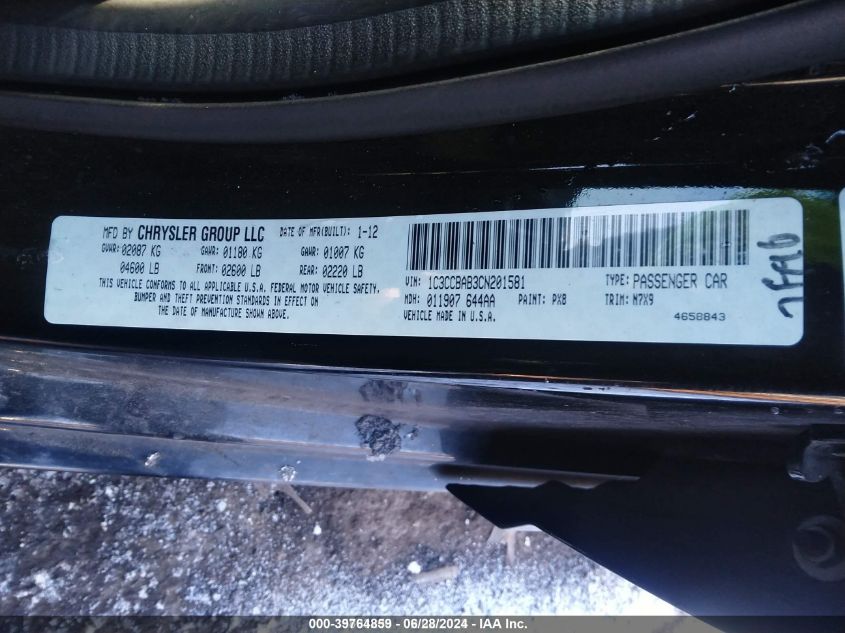 MFD BY CHRYSLER GROUP LLC DATE OF MFR(BUILT): 1-12
GVWR: 02087 KG GAWR: 01180 KG GAWR: 01007 KG
04600 LB FRONT: 02600 LB REAR: 02220 LB
THIS VEHICLE CONFORMS TO ALL APPLICABLE U.S.A. FEDERAL MOTOR VEHICLE SAFETY,
BUMPER AND THEFT PREVENTION STANDARDS IN EFFECT ON
THE DATE OF MANUFACTURE SHOWN ABOVE.
VIN: 1C3CCBAB3CN201581 TYPE: PASSENGER CAR
MDH: 011907 644AA PAINT: PX8 TRIM: N7X9
VEHICLE MADE IN U.S.A. 4658843
000-39764859 / 06/28/2024 - IAA Inc.